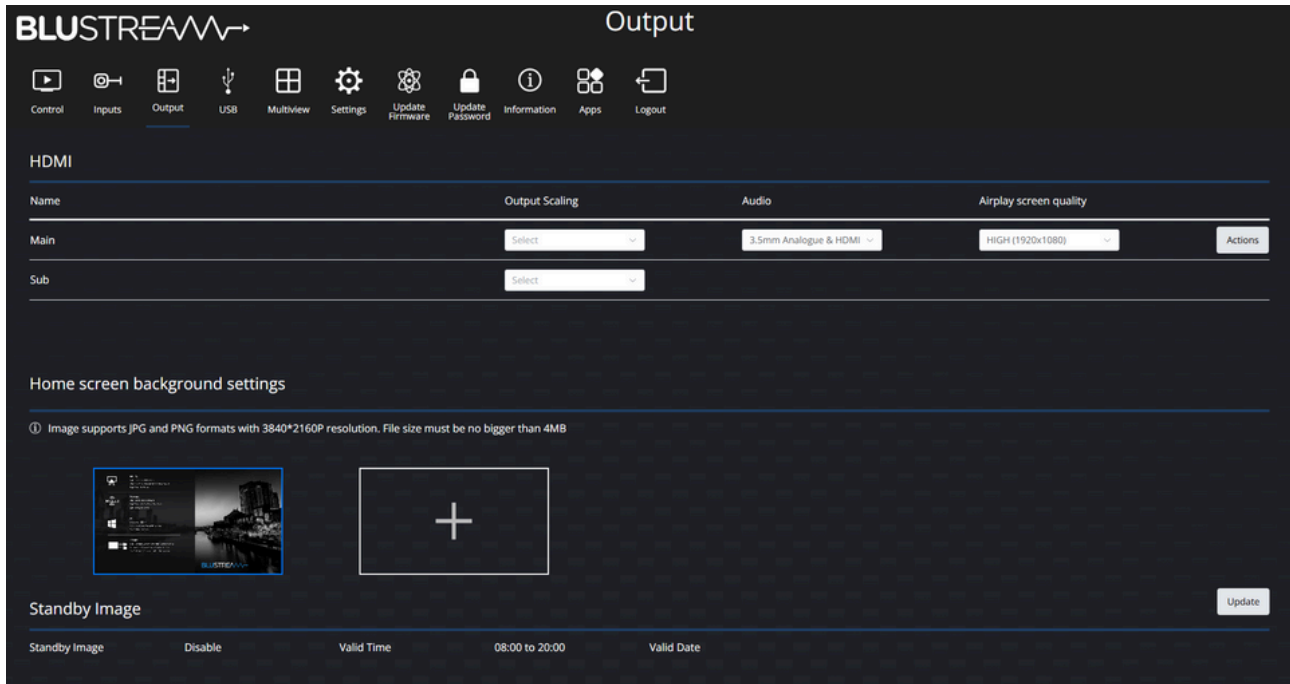 BLUSTREAM
Output
Control
Inputs
Output
USB
Multiview
Settings
Update
Firmware
Update
Password
Information
Apps
Logout
HDMI
Name Output Scaling Audio Airplay screen quality
Main Select 3.5mm Analogue & HDMI HIGH (1920x1080) Actions
Sub Select
Home screen background settings
Image supports JPG and PNG formats with 3840*2160P resolution. File size must be no bigger than 4MB
BLUSTREAM
Standby Image Update
Standby Image Disable Valid Time 08:00 to 20:00 Valid Date